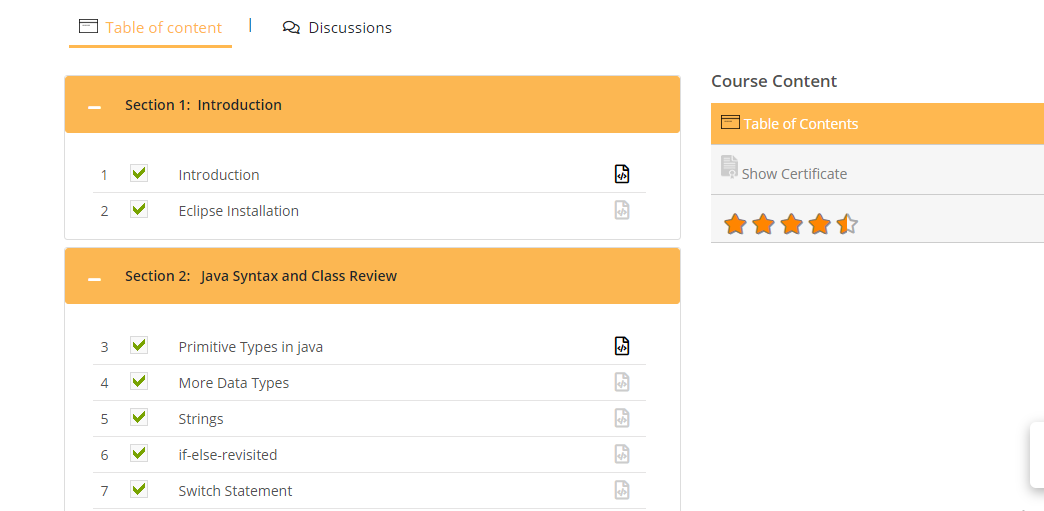 Table of content
Discussions
Section 1: Introduction
1 Introduction
2 Eclipse Installation
Section 2: Java Syntax and Class Review
3 Primitive Types in java
4 More Data Types
5 Strings
6 if-else-revisited
7 Switch Statement
Course Content
Table of Contents
Show Certificate